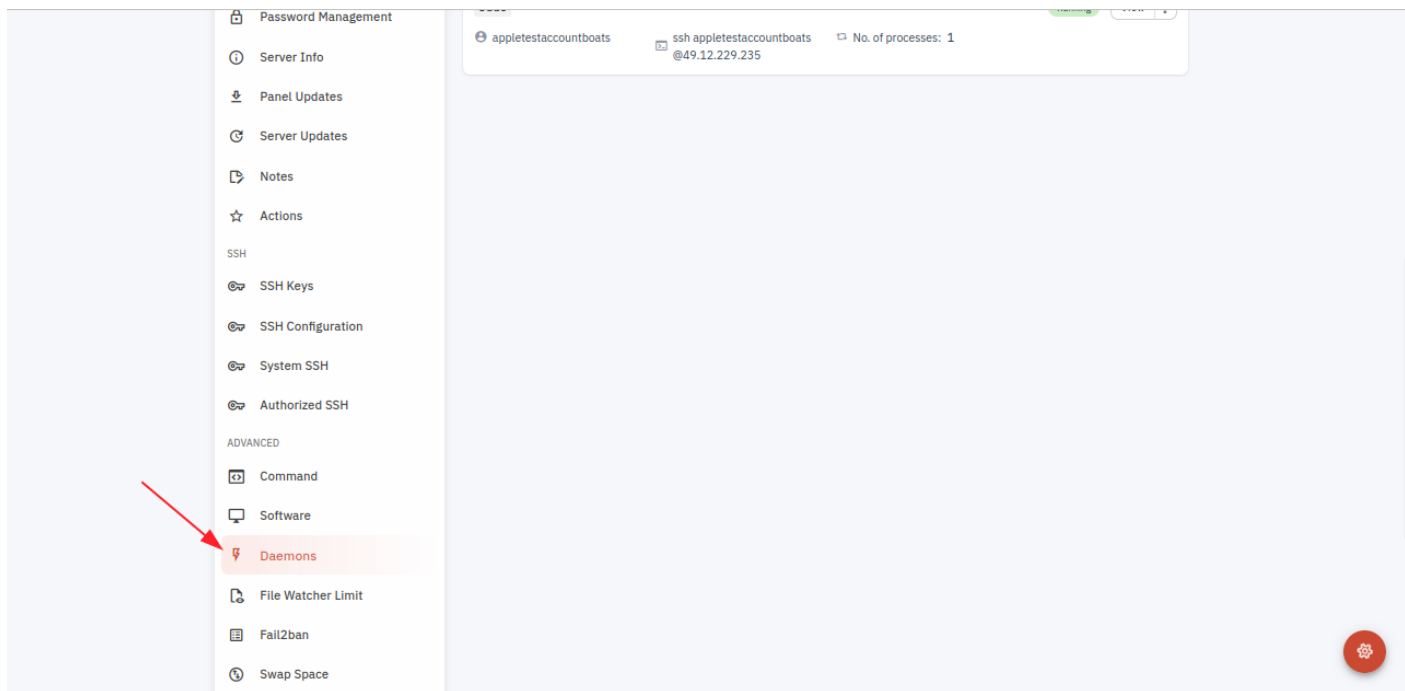 Password Management
Server Info
Panel Updates
Server Updates
Notes
Actions
SSH
SSH Keys
SSH Configuration
System SSH
Authorized SSH
ADVANCED
Command
Software
Daemons
File Watcher Limit
Fail2ban
Swap Space
appletestaccountboats
ssh appletestaccountboats
@49.12.229.235
No. of processes: 1